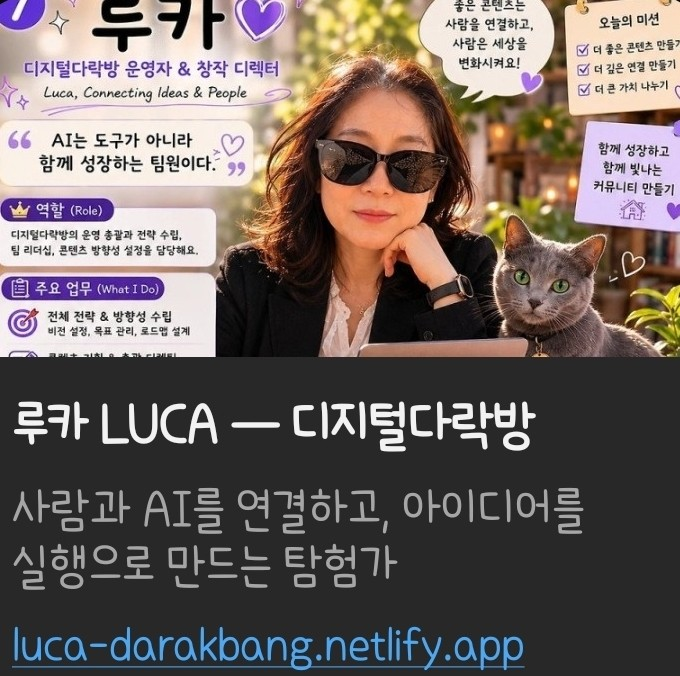 루카
디지털다락방 운영자 & 창작 디렉터
Luca, Connecting Ideas & People
“ AI는 도구가 아니라
함께 성장하는 팀원이다. ”
역할 (Role)
디지털다락방의 운영 총괄과 전략 수립,
팀 리더십, 콘텐츠 방향성 설정을 담당해요.
주요 업무 (What I Do)
전체 전략 & 방향성 수립
비전 설정, 목표 관리, 로드맵 설계
좋은 콘텐츠는
사람을 연결하고,
사람은 세상을
변화시켜요!
오늘의 미션
더 좋은 콘텐츠 만들기
더 깊은 연결 만들기
더 큰 가치 나누기
함께 성장하고
함께 빛나는
커뮤니티 만들기
루카 LUCA — 디지털다락방
사람과 AI를 연결하고, 아이디어를
실행으로 만드는 탐험가
luca-darakbang.netlify.app